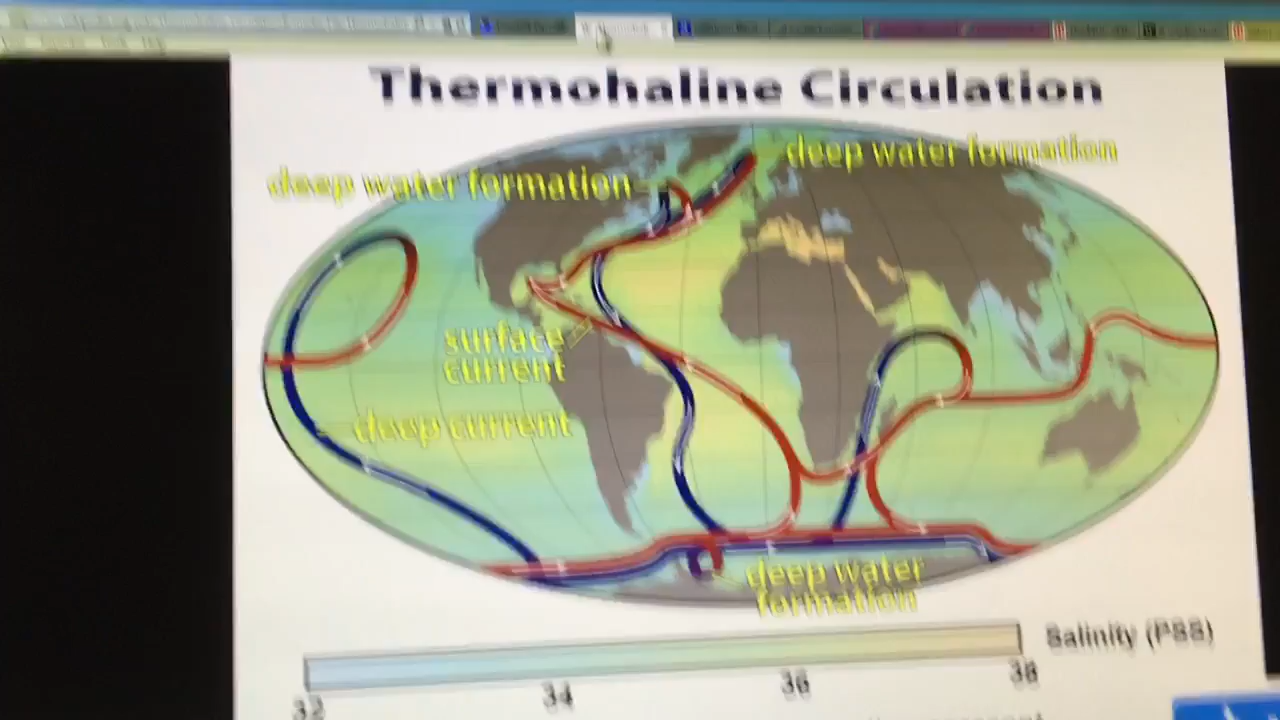 Thermohaline Circulation
deep water formation
deep water formation
surface
current
deep current
deep water
formation
Salinity (PSS)
32
34
36
38